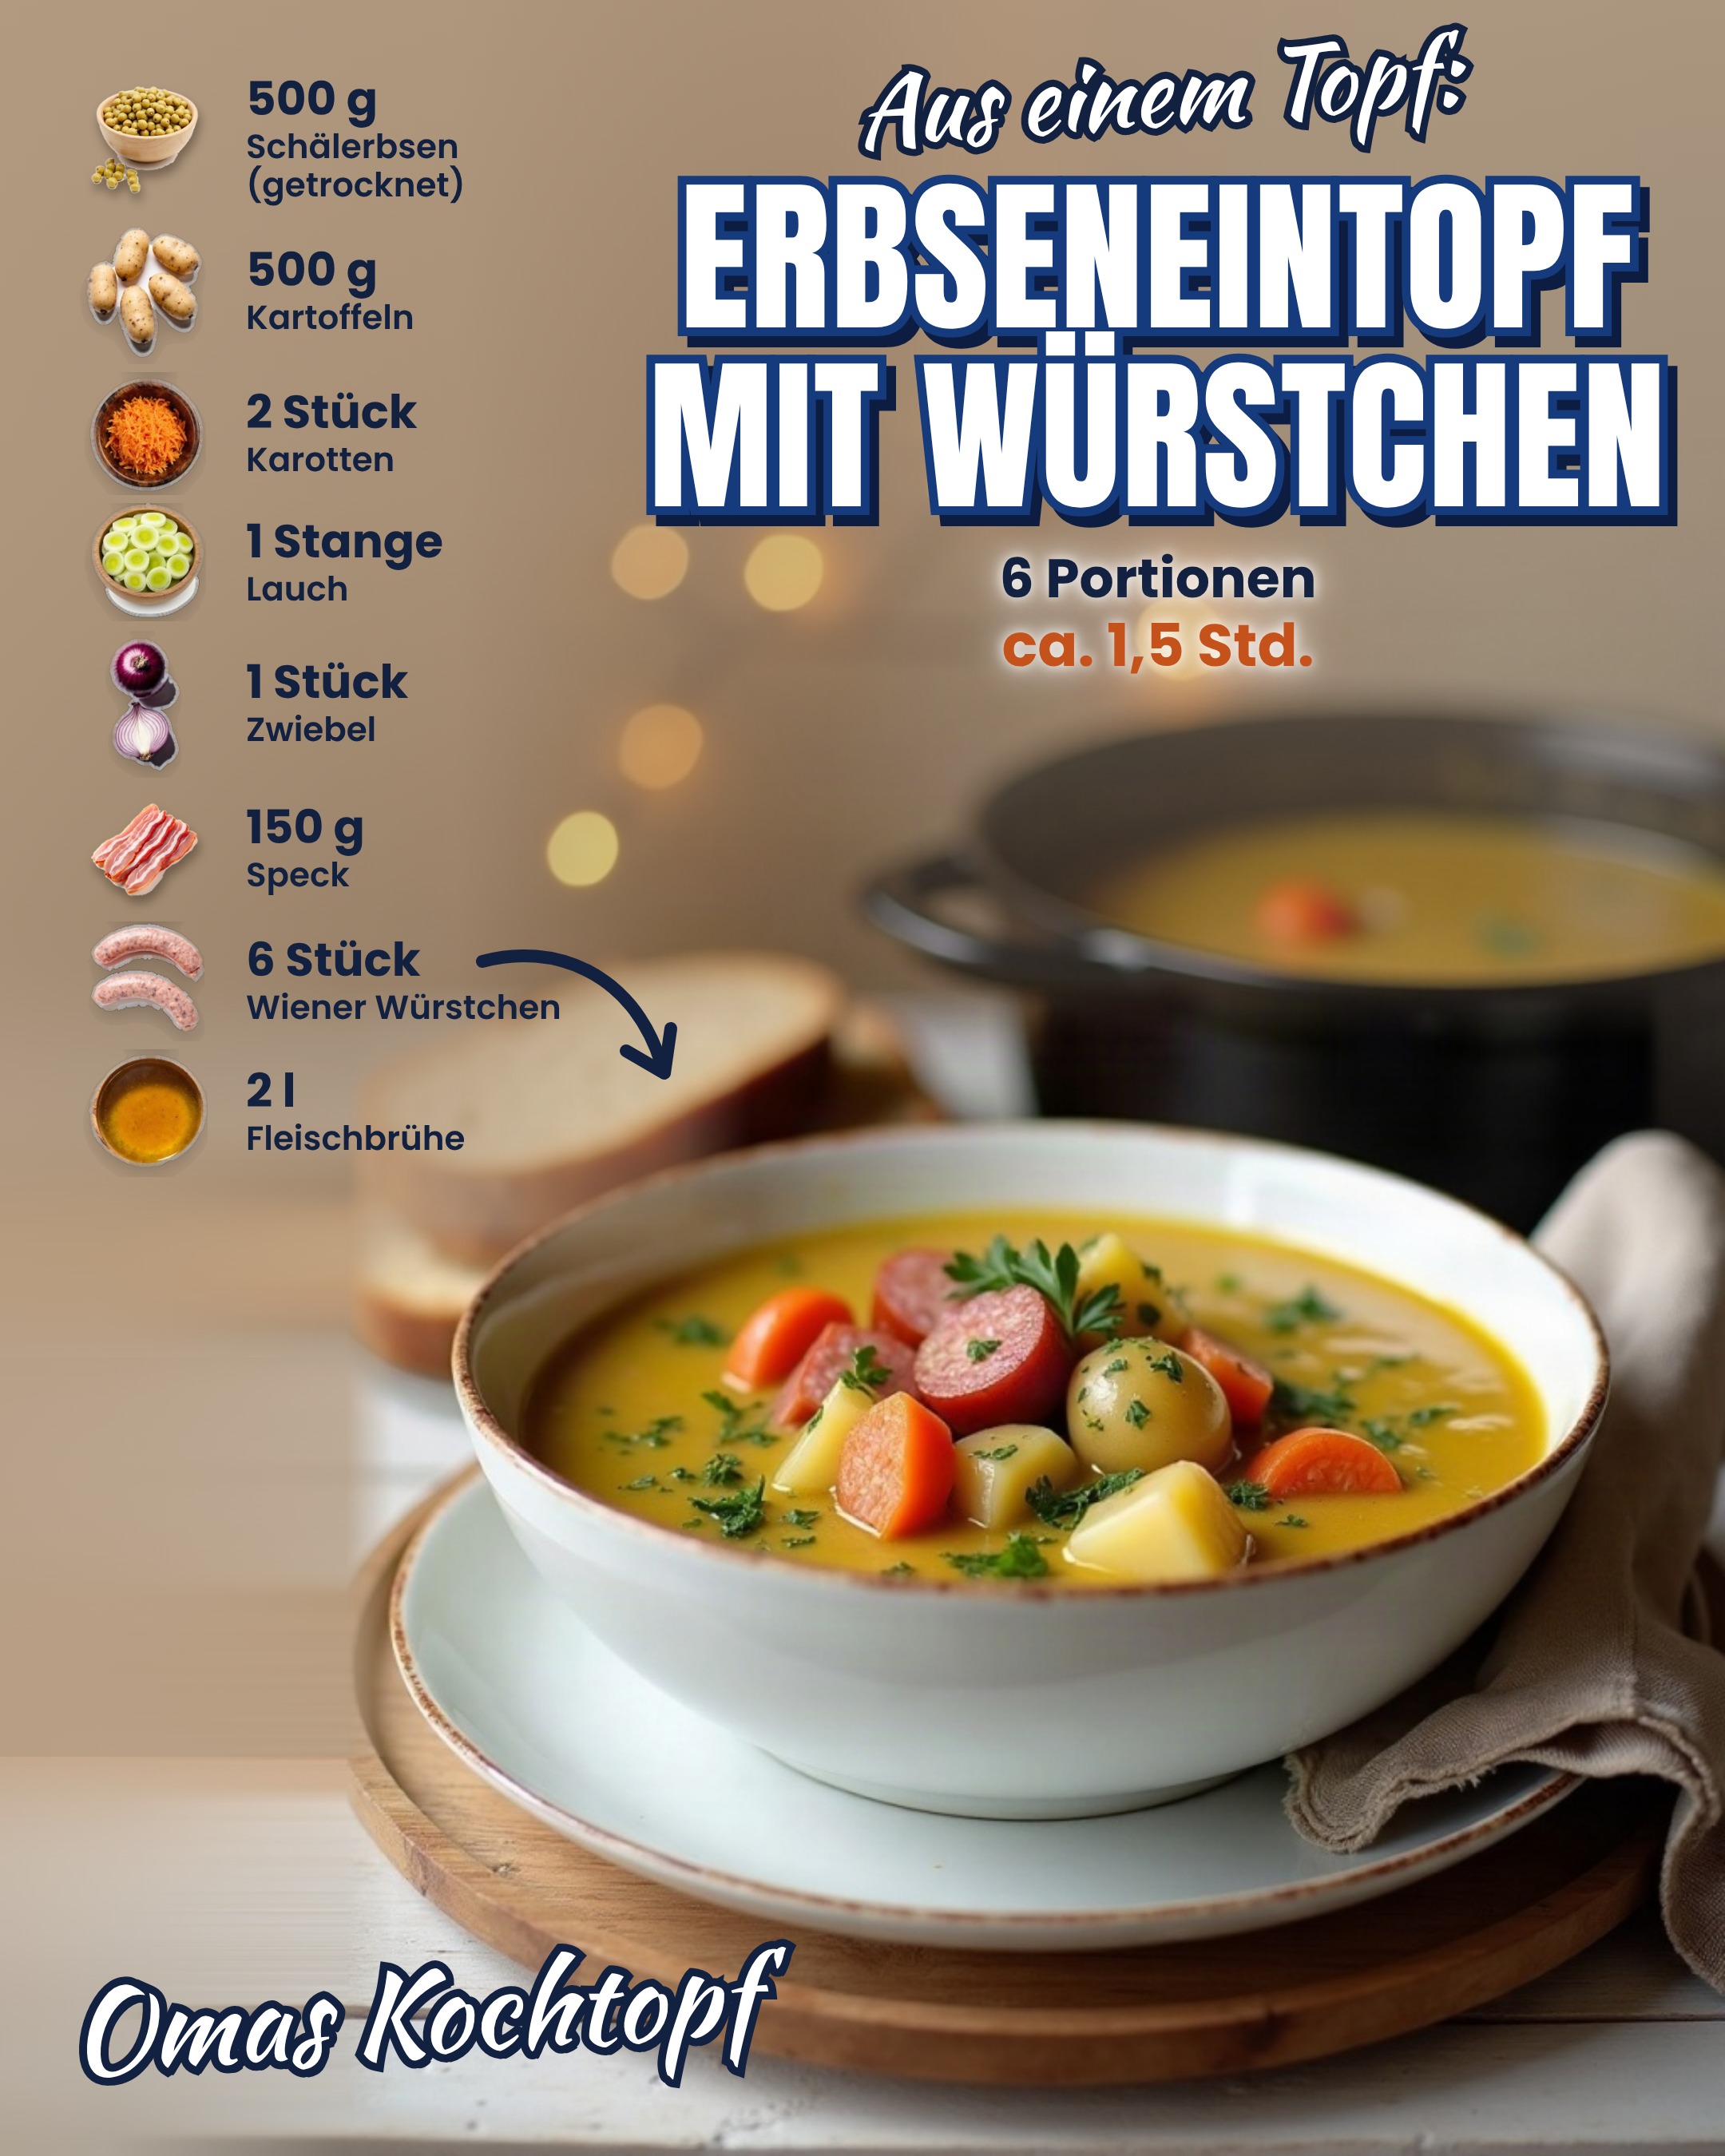 Aus einem Topf:
ERBSENEINTOPF
MIT WÜRSTCHEN
6 Portionen
ca. 1,5 Std.
500 g
Schälerbsen
(getrocknet)
500 g
Kartoffeln
2 Stück
Karotten
1 Stange
Lauch
1 Stück
Zwiebel
150 g
Speck
6 Stück
Wiener Würstchen
2 l
Fleischbrühe
Omas Kochtopf